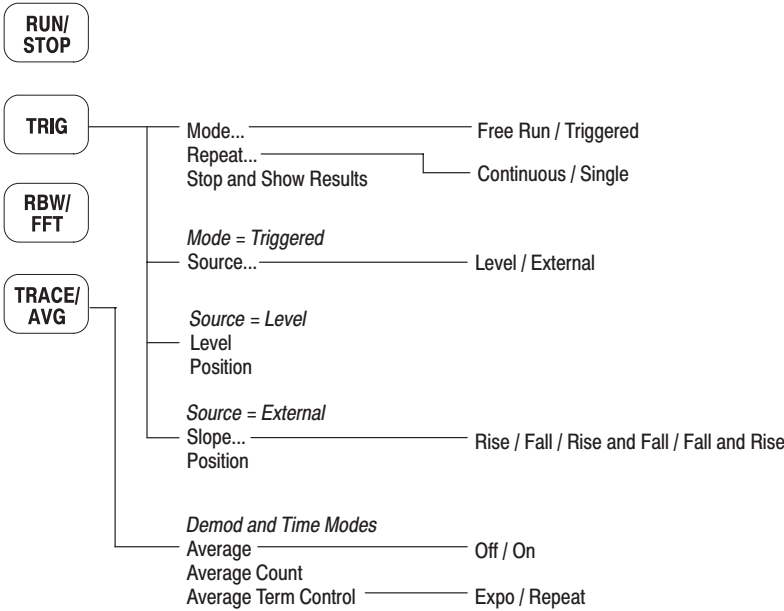 RUN/
STOP
TRIG
Mode...
Free Run / Triggered
Repeat...
Continuous / Single
Stop and Show Results
RBW/
FFT
Mode = Triggered
Source...
Level / External
TRACE/
AVG
Source = Level
Level
Position
Source = External
Slope...
Rise / Fall / Rise and Fall / Fall and Rise
Position
Demod and Time Modes
Average
Off / On
Average Count
Average Term Control
Expo / Repeat